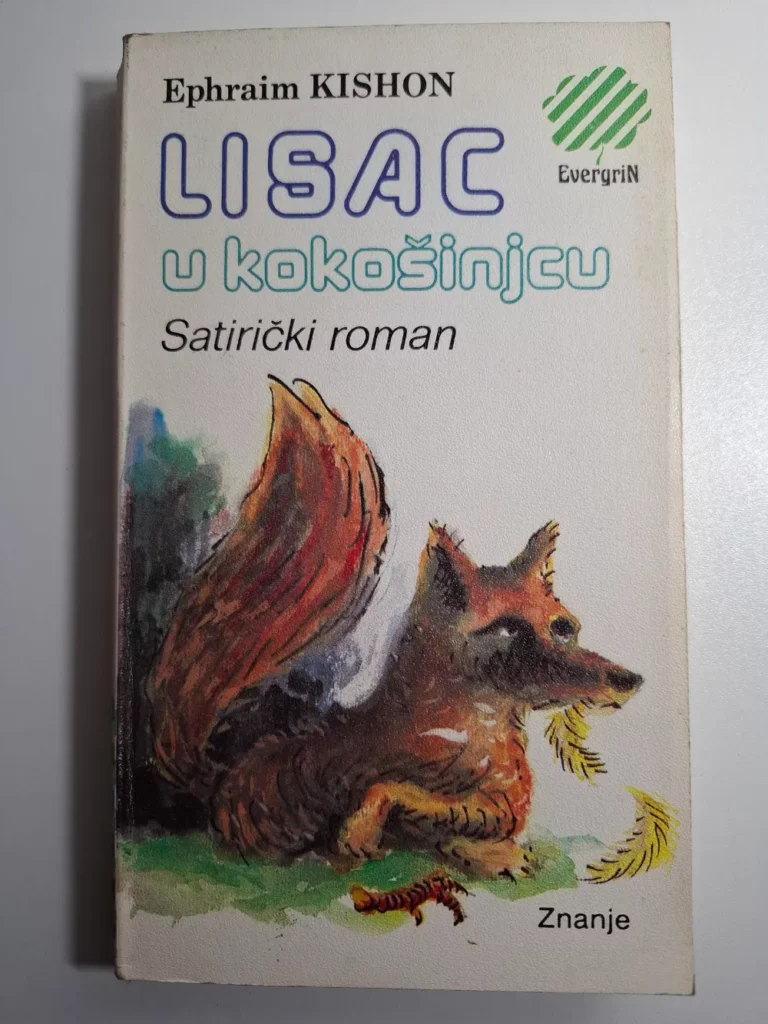 Ephraim KISHON
LISAC
EvergriN
u kokošinjcu
Satirički roman
Znanje